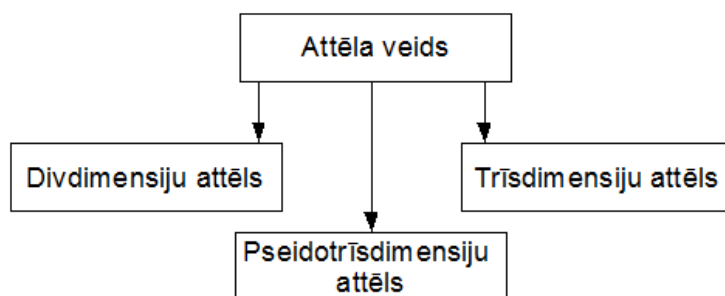 Attēla veids
Divdimensiju attēls
Trīsdimensiju attēls
Pseidotrīsdimensiju
attēls